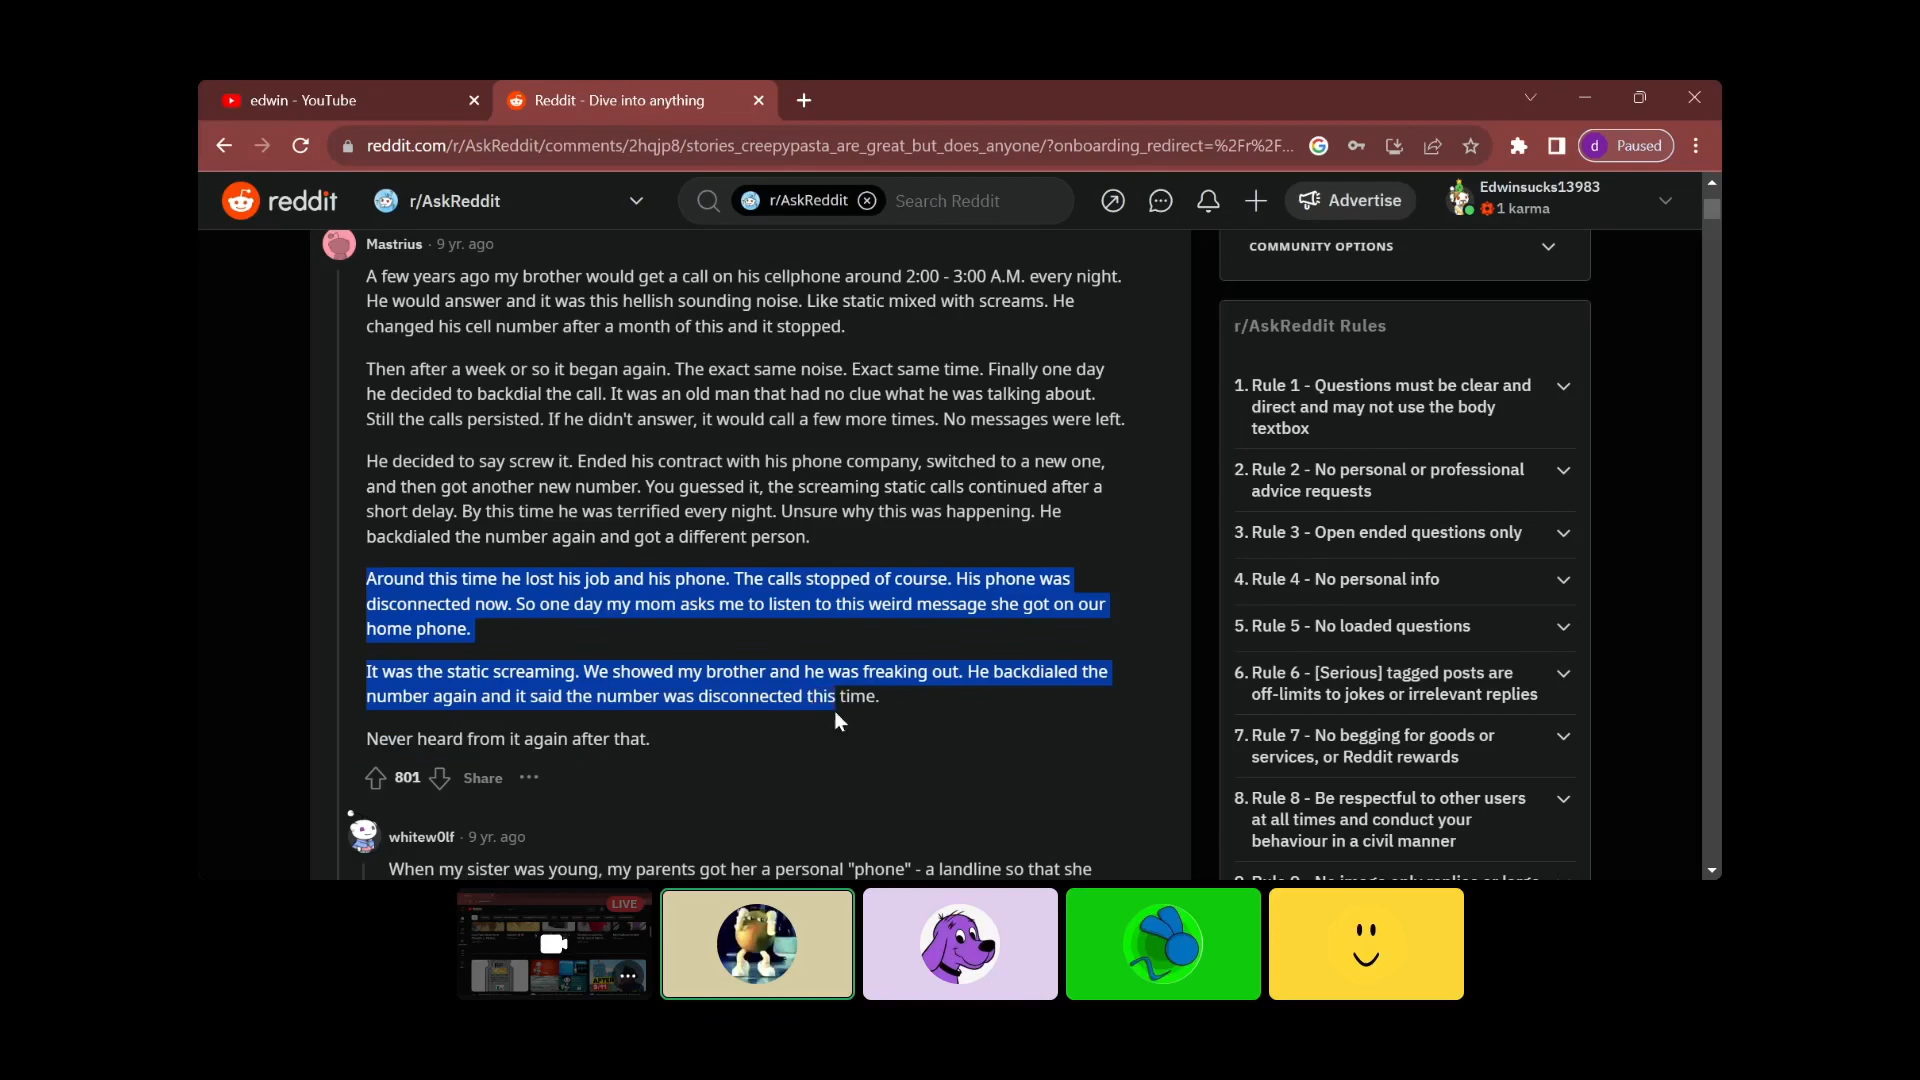 edwin - YouTube
Reddit - Dive into anything
reddit.com/r/AskReddit/comments/2hqjp8/stories_creepypasta_are_great_but_does_anyone/?onboarding_redirect=%2Fr%2F...
d Paused
reddit
r/AskReddit
r/AskReddit
Search Reddit
Advertise
Edwinsucks13983
1 karma
Mastrius · 9 yr. ago
A few years ago my brother would get a call on his cellphone around 2:00 - 3:00 A.M. every night.
He would answer and it was this hellish sounding noise. Like static mixed with screams. He
changed his cell number after a month of this and it stopped.
Then after a week or so it began again. The exact same noise. Exact same time. Finally one day
he decided to backdial the call. It was an old man that had no clue what he was talking about.
Still the calls persisted. If he didn't answer, it would call a few more times. No messages were left.
He decided to say screw it. Ended his contract with his phone company, switched to a new one,
and then got another new number. You guessed it, the screaming static calls continued after a
short delay. By this time he was terrified every night. Unsure why this was happening. He
backdialed the number again and got a different person.
Around this time he lost his job and his phone. The calls stopped of course. His phone was
disconnected now. So one day my mom asks me to listen to this weird message she got on our
home phone.
It was the static screaming. We showed my brother and he was freaking out. He backdialed the
number again and it said the number was disconnected this time.
Never heard from it again after that.
801
Share
whitew0lf · 9 yr. ago
When my sister was young, my parents got her a personal "phone" - a landline so that she
COMMUNITY OPTIONS
r/AskReddit Rules
1. Rule 1 - Questions must be clear and
direct and may not use the body
textbox
2. Rule 2 - No personal or professional
advice requests
3. Rule 3 - Open ended questions only
4. Rule 4 - No personal info
5. Rule 5 - No loaded questions
6. Rule 6 - [Serious] tagged posts are
off-limits to jokes or irrelevant replies
7. Rule 7 - No begging for goods or
services, or Reddit rewards
8. Rule 8 - Be respectful to other users
at all times and conduct your
behaviour in a civil manner
LIVE